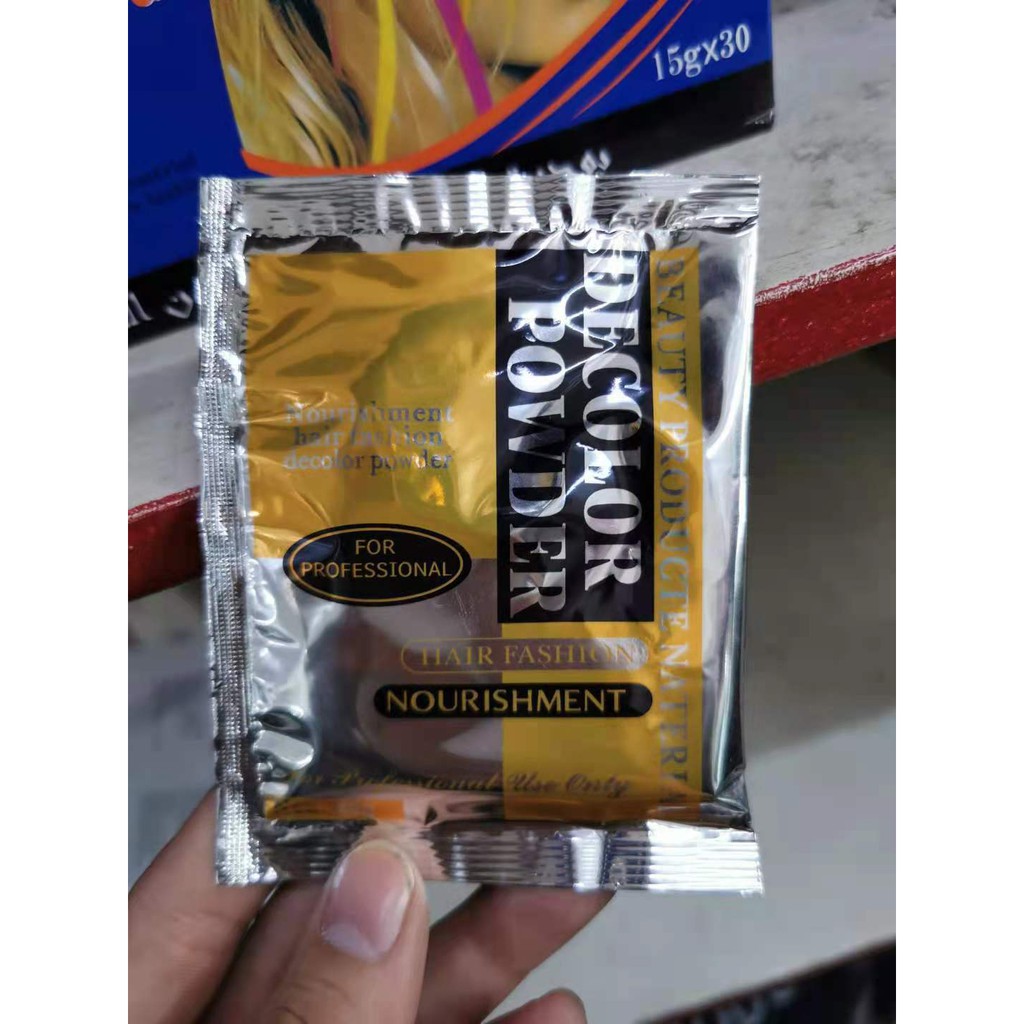 15gX30
DECOLOR
POWDER
BEAUTY PRODUCTE NATTERI
Nourishment
hair fashion
decolor powder
FOR
PROFESSIONAL
HAIR FASHION
NOURISHMENT
For Professional Use Only